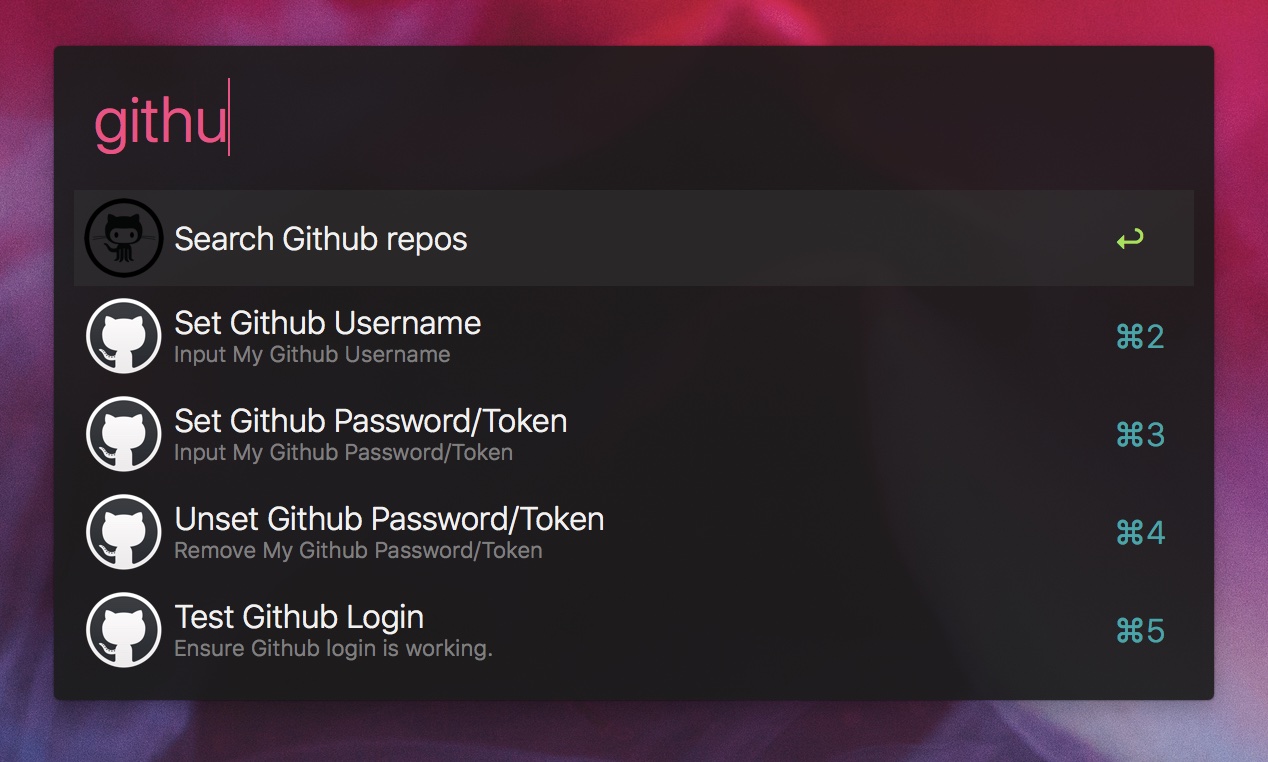 githu
Search Github repos
Set Github Username
Input My Github Username
⌘2
Set Github Password/Token
Input My Github Password/Token
⌘3
Unset Github Password/Token
Remove My Github Password/Token
⌘4
Test Github Login
Ensure Github login is working.
⌘5